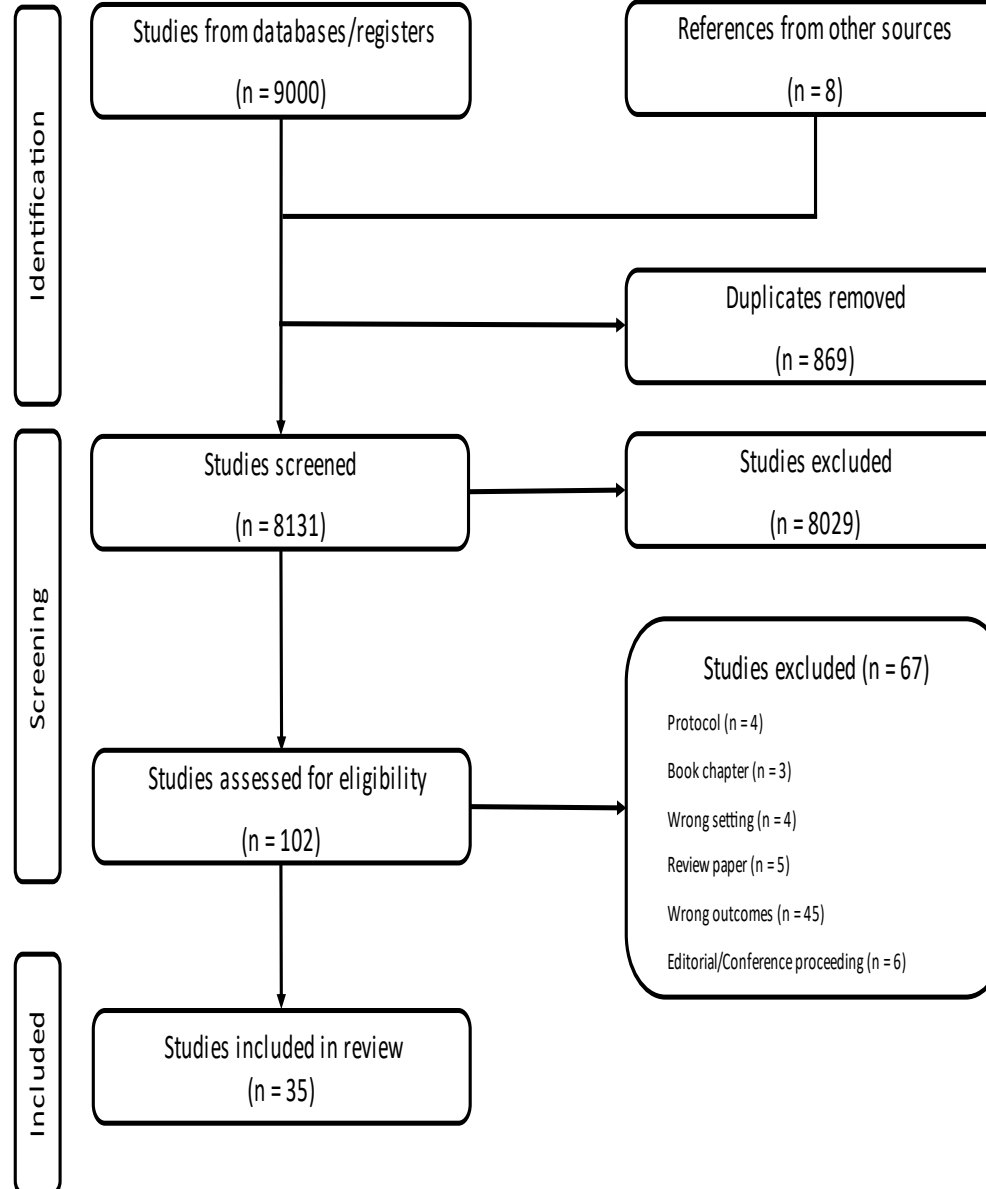 Identification
Studies from databases/registers
(n = 9000)
References from other sources
(n = 8)
Duplicates removed
(n = 869)
Screening
Studies screened
(n = 8131)
Studies excluded
(n = 8029)
Studies assessed for eligibility
(n = 102)
Studies excluded (n = 67)
Protocol (n = 4)
Book chapter (n = 3)
Wrong setting (n = 4)
Review paper (n = 5)
Wrong outcomes (n = 45)
Editorial/Conference proceeding (n = 6)
Included
Studies included in review
(n = 35)